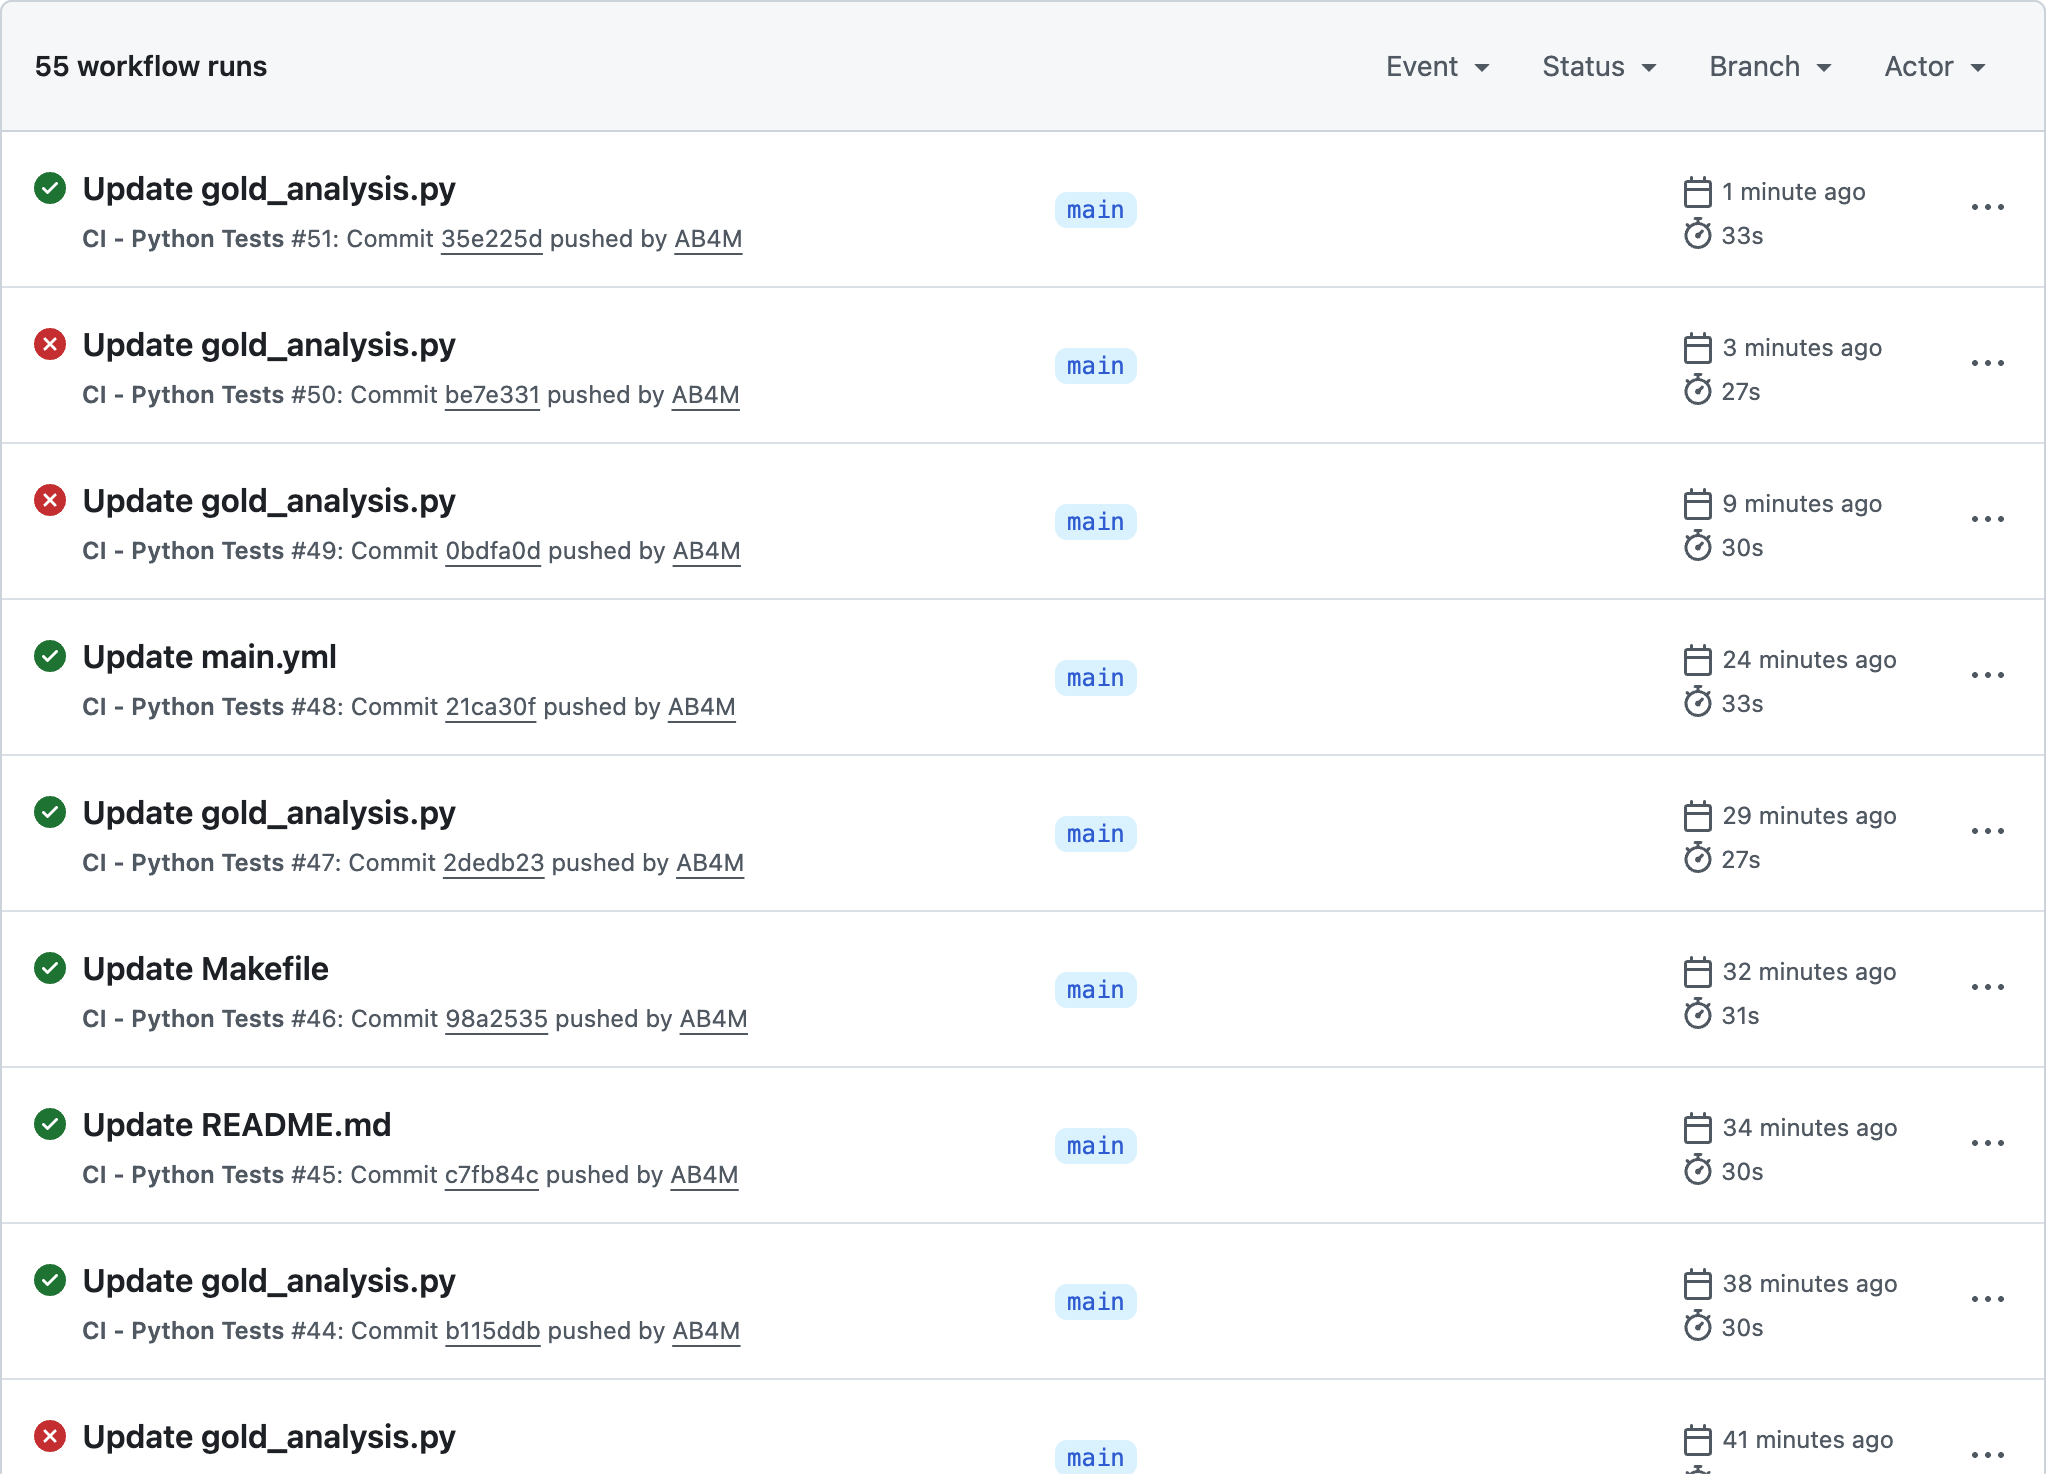 55 workflow runs
Event Status Branch Actor
Update gold_analysis.py
CI - Python Tests #51: Commit 35e225d pushed by AB4M
main
1 minute ago
33s
Update gold_analysis.py
CI - Python Tests #50: Commit be7e331 pushed by AB4M
main
3 minutes ago
27s
Update gold_analysis.py
CI - Python Tests #49: Commit 0bdfa0d pushed by AB4M
main
9 minutes ago
30s
Update main.yml
CI - Python Tests #48: Commit 21ca30f pushed by AB4M
main
24 minutes ago
33s
Update gold_analysis.py
CI - Python Tests #47: Commit 2dedb23 pushed by AB4M
main
29 minutes ago
27s
Update Makefile
CI - Python Tests #46: Commit 98a2535 pushed by AB4M
main
32 minutes ago
31s
Update README.md
CI - Python Tests #45: Commit c7fb84c pushed by AB4M
main
34 minutes ago
30s
Update gold_analysis.py
CI - Python Tests #44: Commit b115ddb pushed by AB4M
main
38 minutes ago
30s
Update gold_analysis.py
main
41 minutes ago